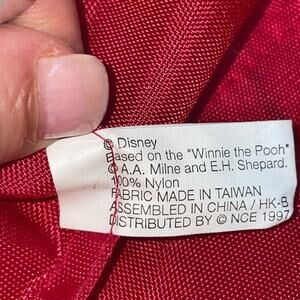 © Disney
Based on the "Winnie the Pooh"
© A.A. Milne and E.H. Shepard.
100% Nylon
FABRIC MADE IN TAIWAN
ASSEMBLED IN CHINA / HK-B
DISTRIBUTED BY © NCE 1997